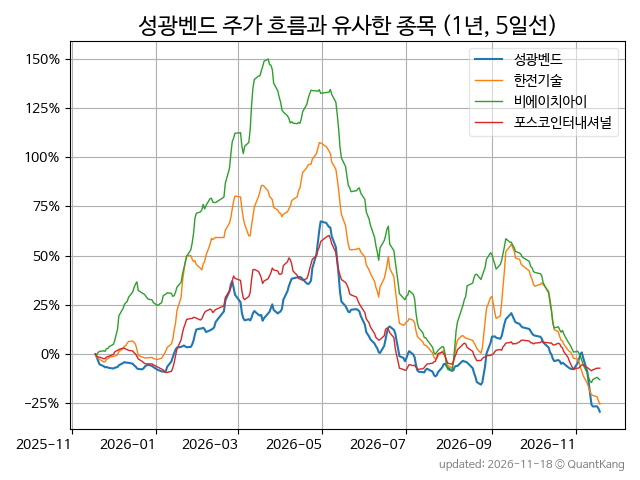 성광벤드 주가 흐름과 유사한 종목 (1년, 5일선)
성광벤드
한전기술
비에이치아이
포스코인터내셔널
150%
125%
100%
75%
50%
25%
0%
−25%
2025-11
2026-01
2026-03
2026-05
2026-07
2026-09
2026-11
updated: 2026-11-18 © QuantKang